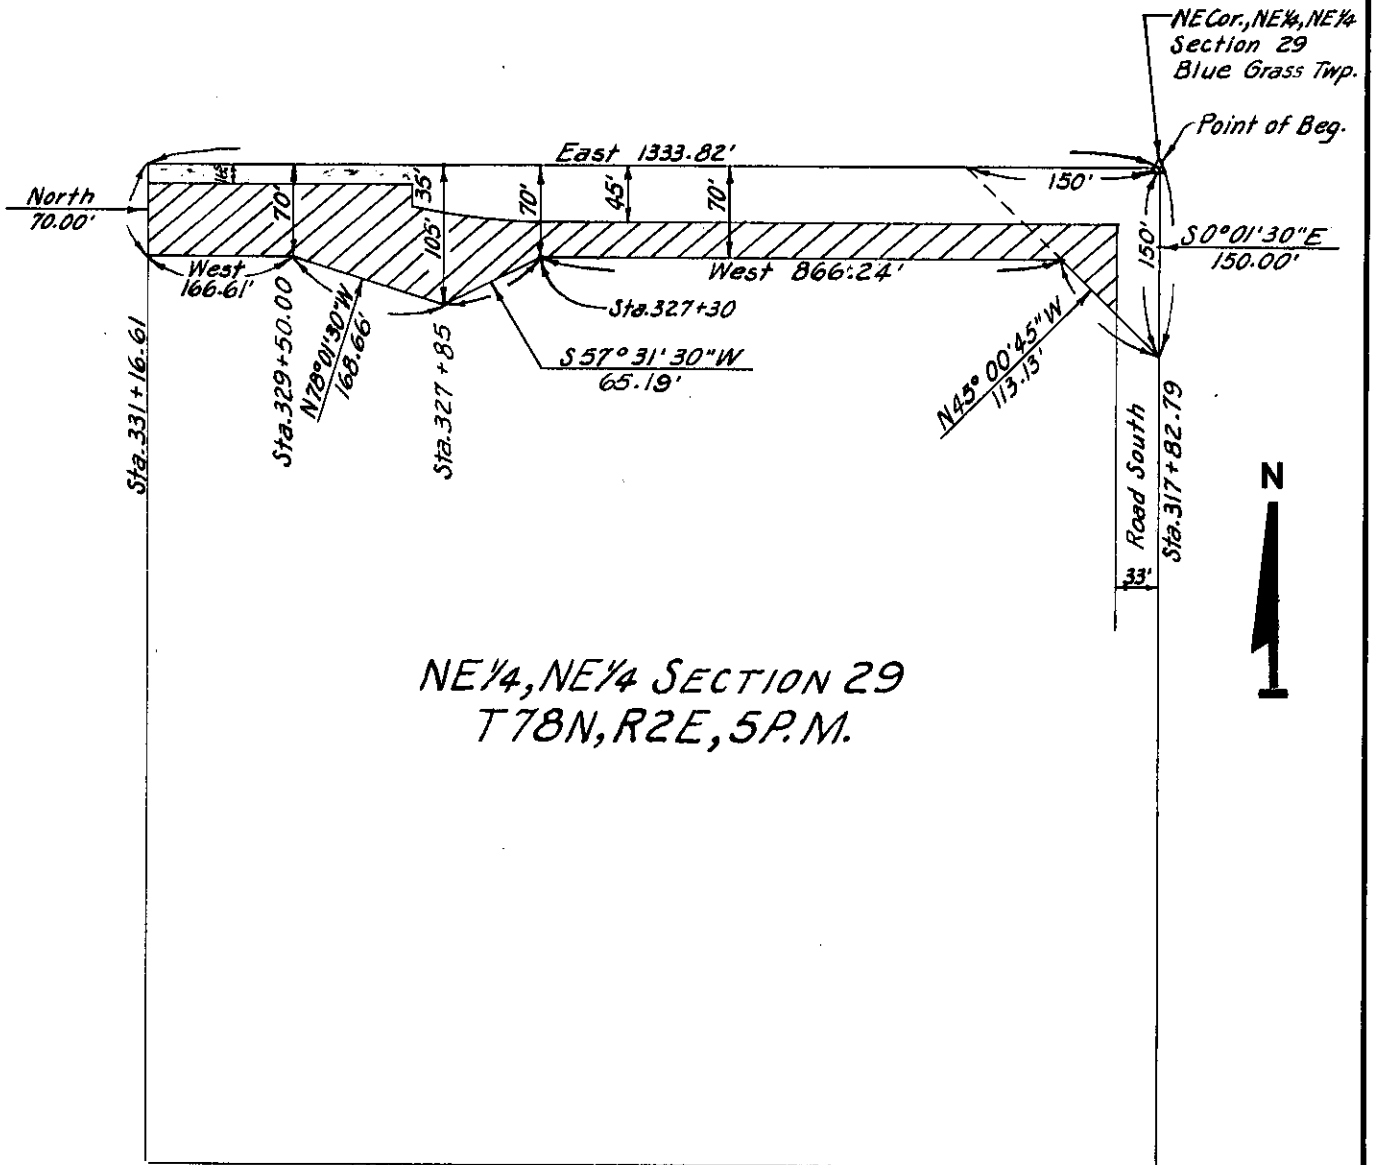 NE Cor., NE¼, NE¼
Section 29
Blue Grass Twp.
Point of Beg.
East 1333.82'
150'
North
70.00'
70'
35'
105'
70'
45'
70'
150'
S0°01'30"E
150.00'
West
166.61'
West 866.24'
Sta. 327+30
S57°31'30"W
65.19'
N78°01'30"W
168.66'
N45°00'45"W
113.13'
Sta. 331+16.61
Sta. 329+50.00
Sta. 327+85
Road South
Sta. 317+82.79
33'
N
NE¼, NE¼ SECTION 29
T78N, R2E, 5P.M.